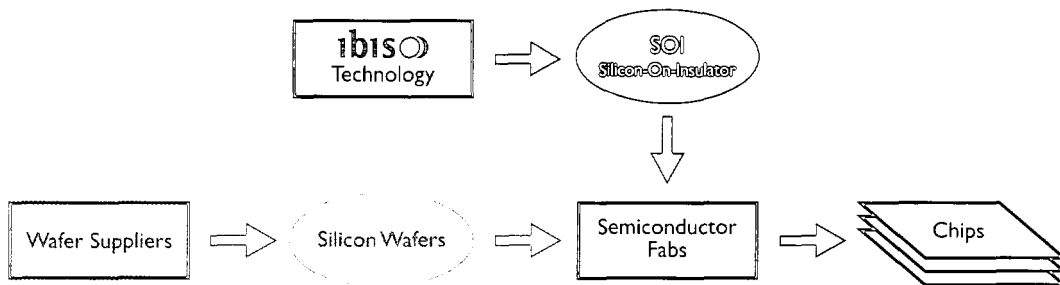 ibis
Technology
SOI
Silicon-On-Insulator
Wafer Suppliers
Silicon Wafers
Semiconductor
Fabs
Chips